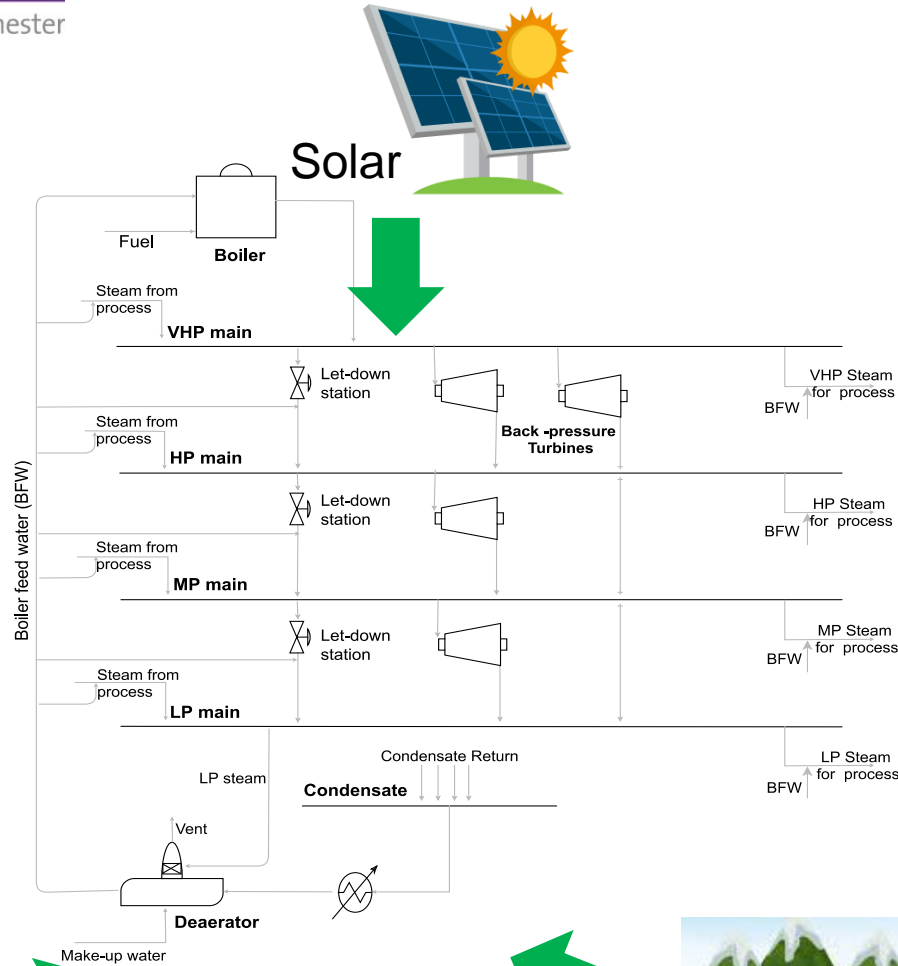 Solar
Fuel
Boiler
Steam from
process
VHP main
Let-down
station
Back -pressure
Turbines
VHP Steam
for process
BFW
Steam from
process
HP main
Let-down
station
HP Steam
for process
BFW
Boiler feed water (BFW)
Steam from
process
MP main
Let-down
station
MP Steam
for process
BFW
Steam from
process
LP main
LP steam
Condensate Return
Condensate
LP Steam
for process
BFW
Vent
Deaerator
Make-up water